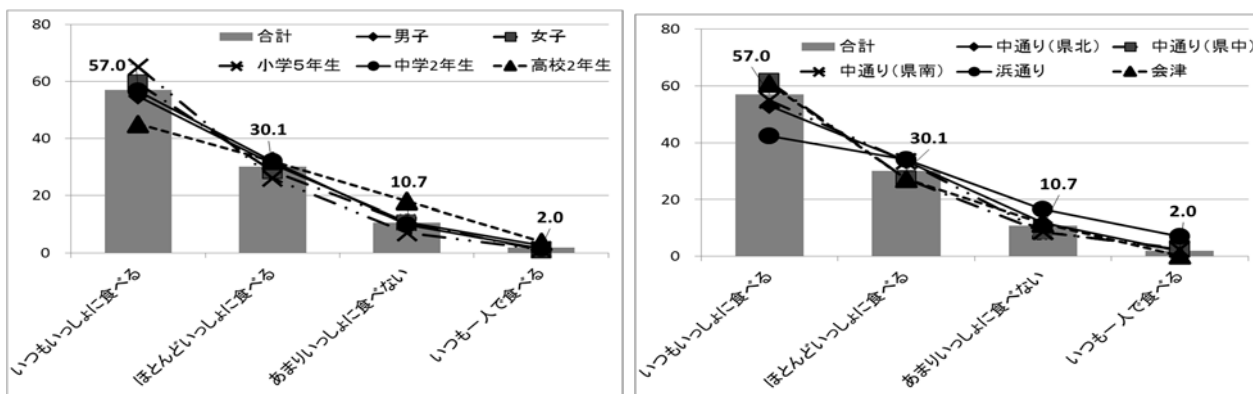 80
合計 男子 女子
小学5年生 中学2年生 高校2年生
60
57.0
40
30.1
20
10.7
2.0
0
いつもいっしょに食べる
ほとんどいっしょに食べる
あまりいっしょに食べない
いつも一人で食べる
80
合計 中通り(県北) 中通り(県中)
中通り(県南) 浜通り 会津
60
57.0
40
30.1
20
10.7
2.0
0
いつもいっしょに食べる
ほとんどいっしょに食べる
あまりいっしょに食べない
いつも一人で食べる